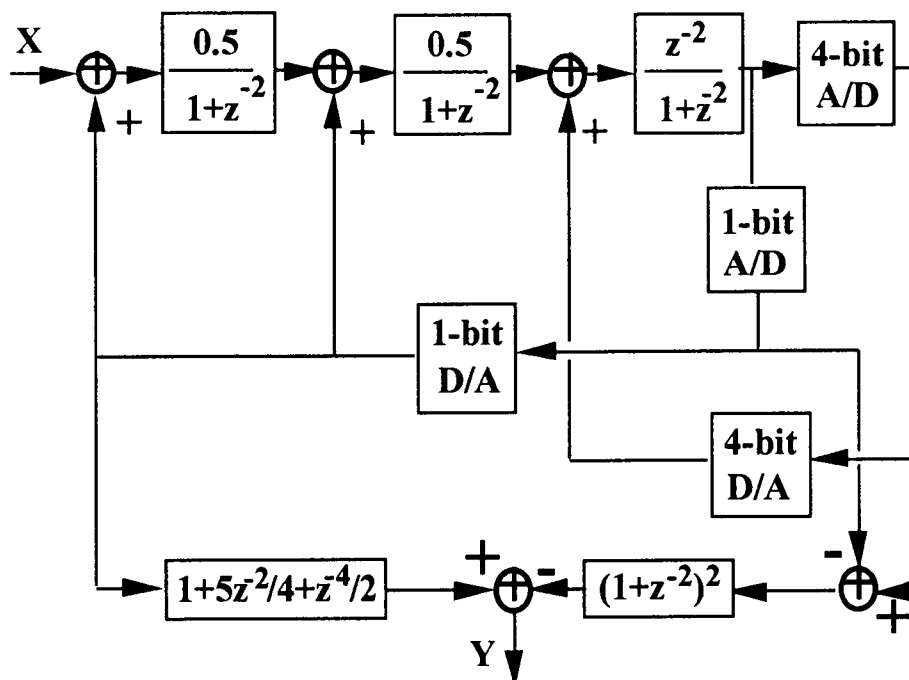 X
+
0.5
1+z⁻²
+
0.5
1+z⁻²
+
z⁻²
1+z⁻²
4-bit
A/D
1-bit
A/D
1-bit
D/A
4-bit
D/A
1+5z⁻²/4+z⁻⁴/2
+
-
(1+z⁻²)²
-
+
Y